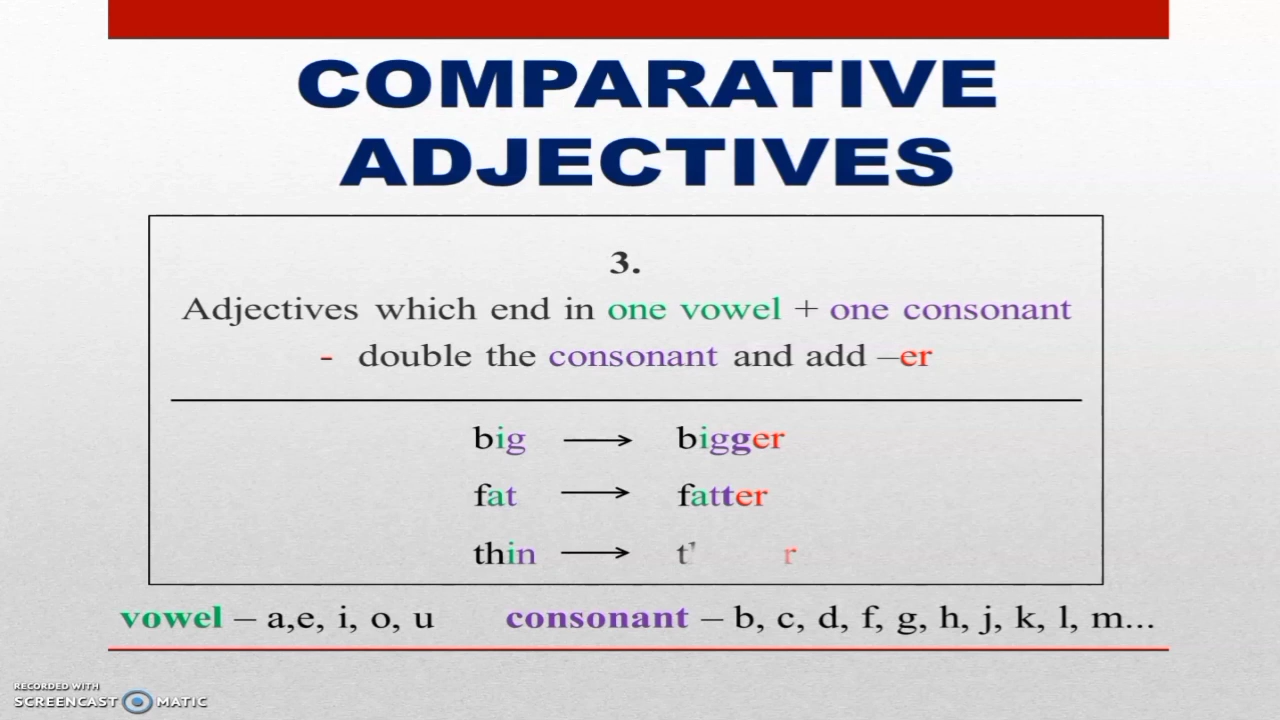 COMPARATIVE
ADJECTIVES
3.
Adjectives which end in one vowel + one consonant
- double the consonant and add –er
big → bigger
fat → fatter
thin →
vowel – a,e, i, o, u consonant – b, c, d, f, g, h, j, k, l, m...
RECORDED WITH
SCREENCAST MATIC